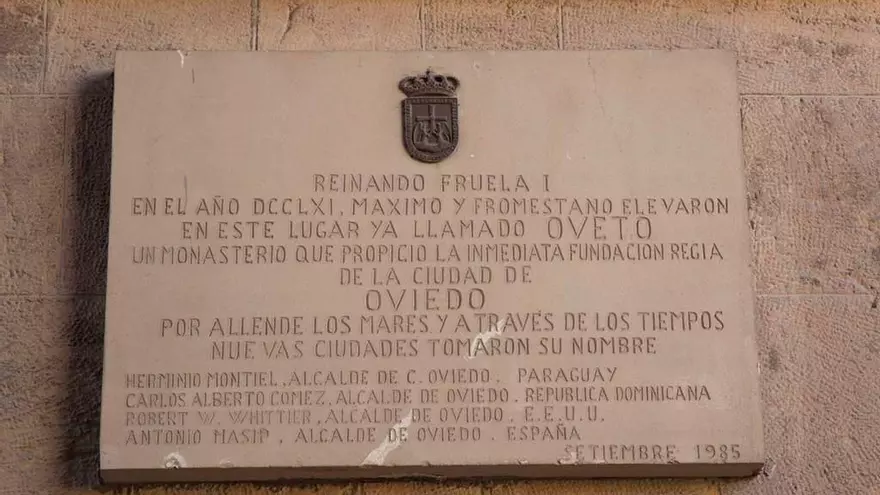 REINANDO FRUELA I
EN EL AÑO DCCLXI, MAXIMO Y FROMESTANO ELEVARON
EN ESTE LUGAR YA LLAMADO OVETO
UN MONASTERIO QUE PROPICIO LA INMEDIATA FUNDACION REGIA
DE LA CIUDAD DE
OVIEDO
POR ALLENDE LOS MARES Y A TRAVÉS DE LOS TIEMPOS
NUEVAS CIUDADES TOMARON SU NOMBRE
HERMINIO MONTIEL, ALCALDE DE C. OVIEDO. PARAGUAY
CARLOS ALBERTO GOMEZ, ALCALDE DE OVIEDO. REPUBLICA DOMINICANA
ROBERT W. WHITTIER, ALCALDE DE OVIEDO. E.E.U.U.
ANTONIO MASIP, ALCALDE DE OVIEDO. ESPAÑA
SETIEMBRE 1985